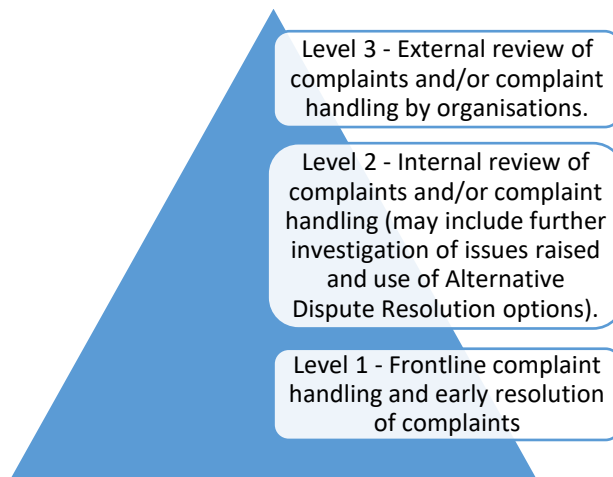 Level 3 - External review of
complaints and/or complaint
handling by organisations.
Level 2 - Internal review of
complaints and/or complaint
handling (may include further
investigation of issues raised
and use of Alternative
Dispute Resolution options).
Level 1 - Frontline complaint
handling and early resolution
of complaints